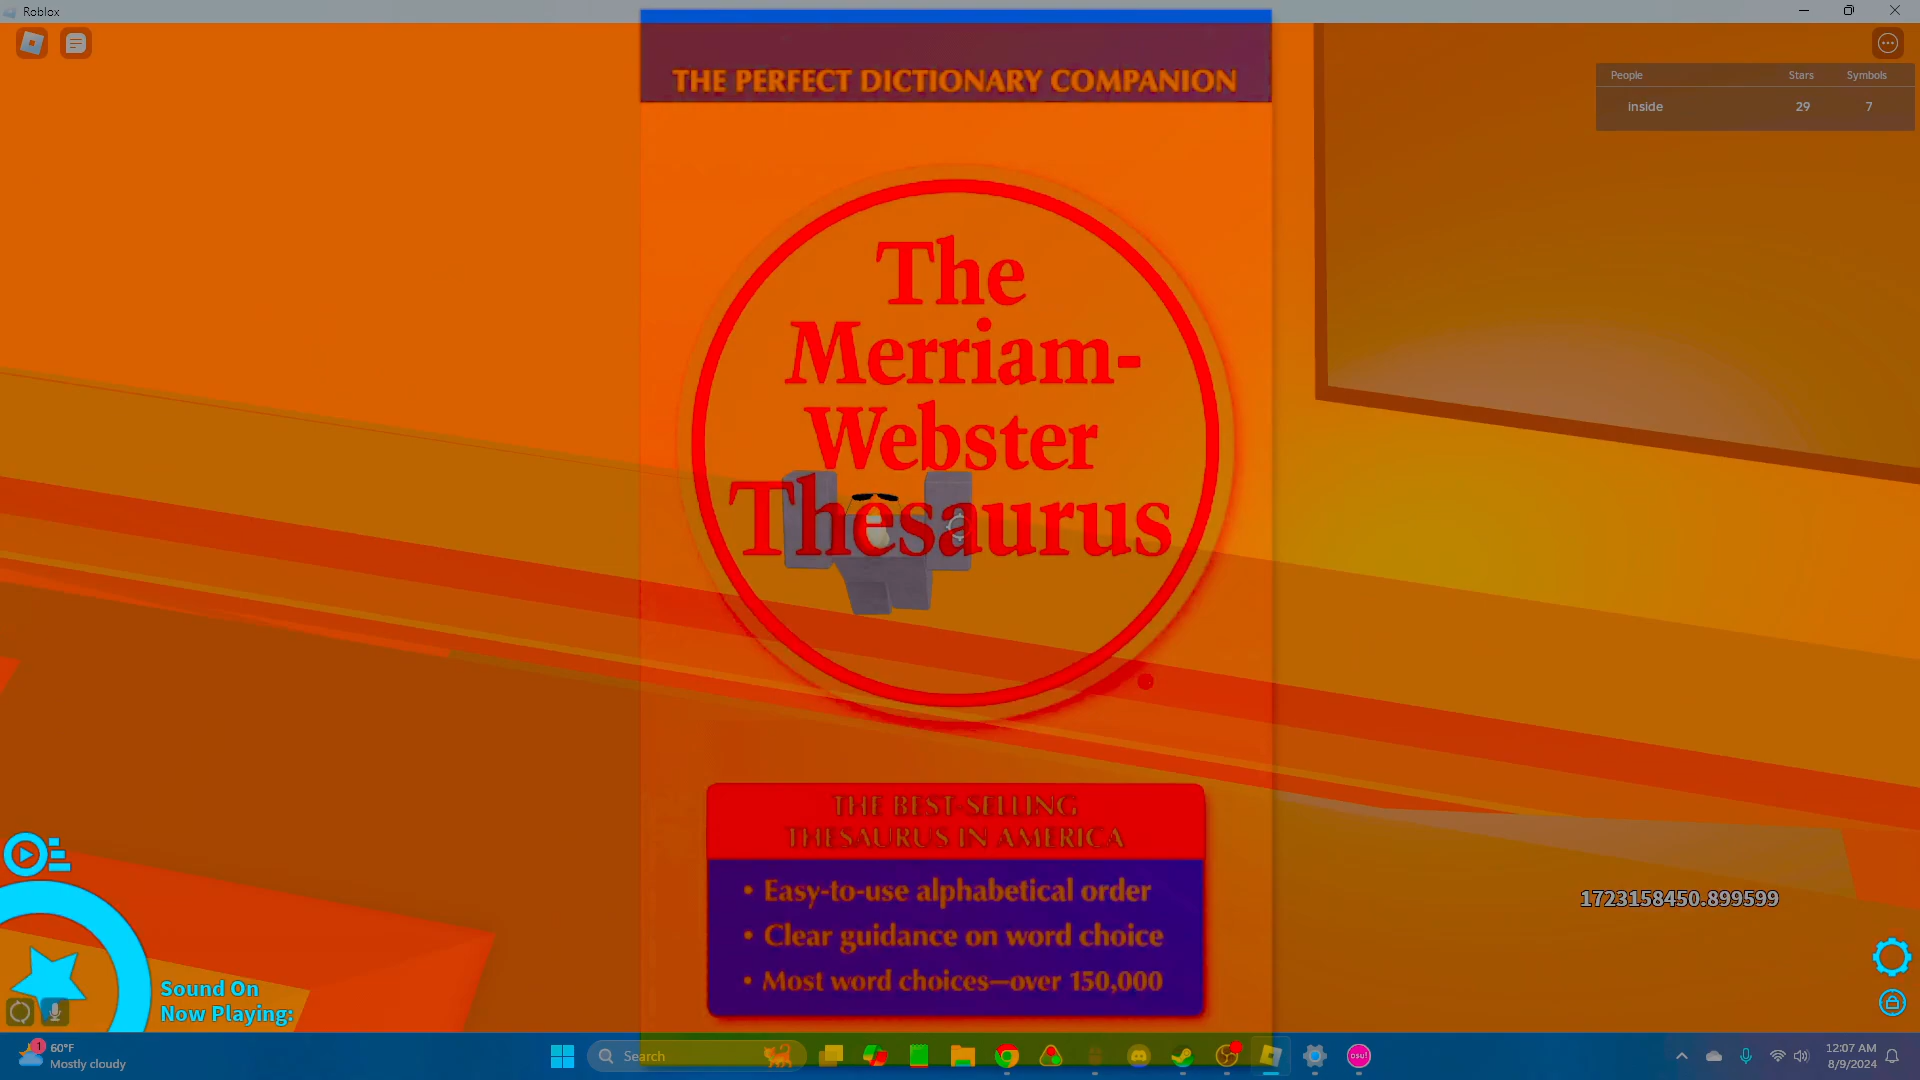 Roblox
THE PERFECT DICTIONARY COMPANION
People Stars Symbols
inside 29 7
The
Merriam-
Webster
Thesaurus
THE BEST-SELLING
THESAURUS IN AMERICA
• Easy-to-use alphabetical order
• Clear guidance on word choice
• Most word choices—over 150,000
1723158450.899599
Sound On
Now Playing:
1
60°F
Mostly cloudy
Search
osu!
12:07 AM
8/9/2024